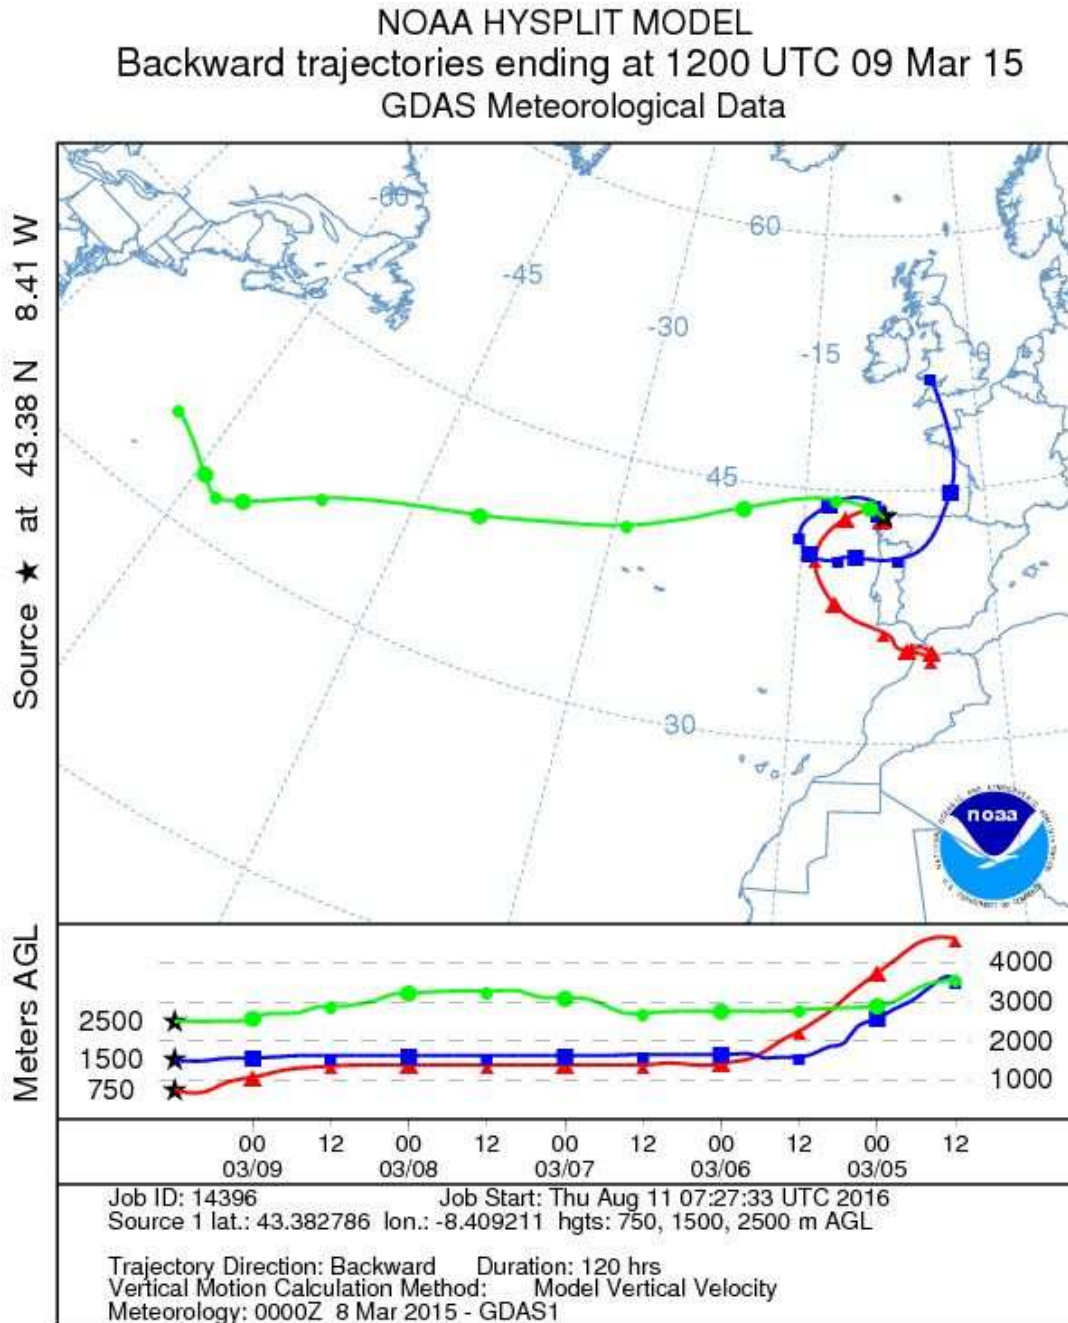 NOAA HYSPLIT MODEL
Backward trajectories ending at 1200 UTC 09 Mar 15
GDAS Meteorological Data
Source ★ at 43.38 N 8.41 W
-60
60
-45
-30
-15
0
45
30
noaa
Meters AGL
4000
3000
2500
2000
1500
1000
750
00 12 00 12 00 12 00 12 00 12
03/09 03/08 03/07 03/06 03/05
Job ID: 14396 Job Start: Thu Aug 11 07:27:33 UTC 2016
Source 1 lat.: 43.382786 lon.: -8.409211 hgts: 750, 1500, 2500 m AGL
Trajectory Direction: Backward Duration: 120 hrs
Vertical Motion Calculation Method: Model Vertical Velocity
Meteorology: 0000Z 8 Mar 2015 - GDAS1